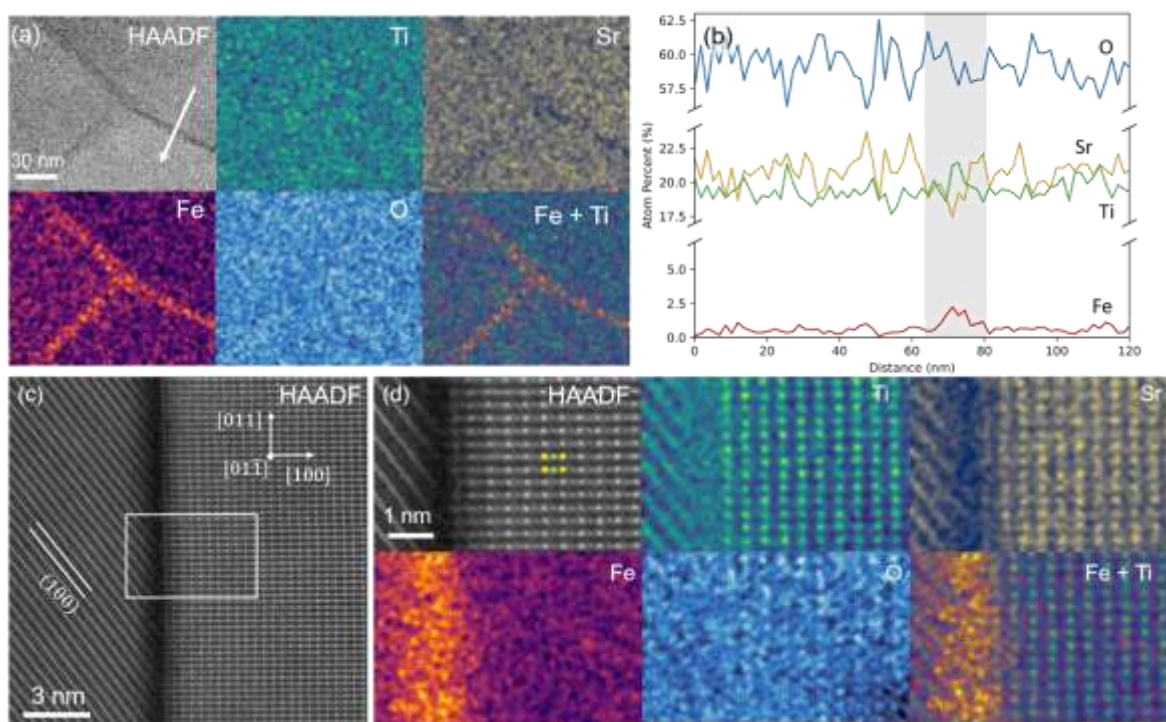 (a)
HAADF
Ti
Sr
30 nm
Fe
O
Fe + Ti
(b)
62.5
60.0
57.5
22.5
20.0
17.5
5.0
2.5
0.0
Atom Percent (%)
O
Sr
Ti
Fe
0 20 40 60 80 100 120
Distance (nm)
(c)
HAADF
[011]
[011̅]
[100]
(100)
3 nm
(d)
HAADF
Ti
Sr
1 nm
Fe
O
Fe + Ti